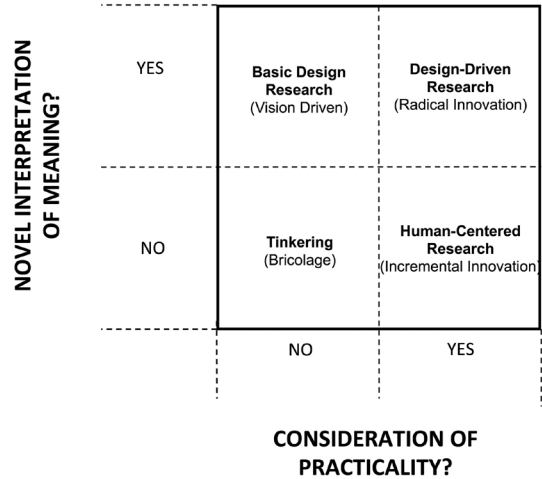 NOVEL INTERPRETATION
OF MEANING?
YES
Basic Design
Research
(Vision Driven)
Design-Driven
Research
(Radical Innovation)
NO
Tinkering
(Bricolage)
Human-Centered
Research
(Incremental Innovation)
NO
YES
CONSIDERATION OF
PRACTICALITY?